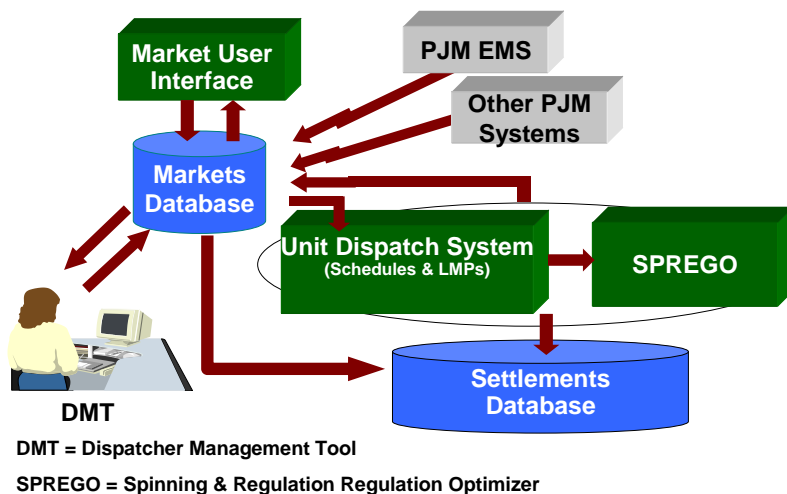 Market User
Interface
PJM EMS
Other PJM
Systems
Markets
Database
Unit Dispatch System
(Schedules & LMPs)
SPREGO
Settlements
Database
DMT
DMT = Dispatcher Management Tool
SPREGO = Spinning & Regulation Regulation Optimizer